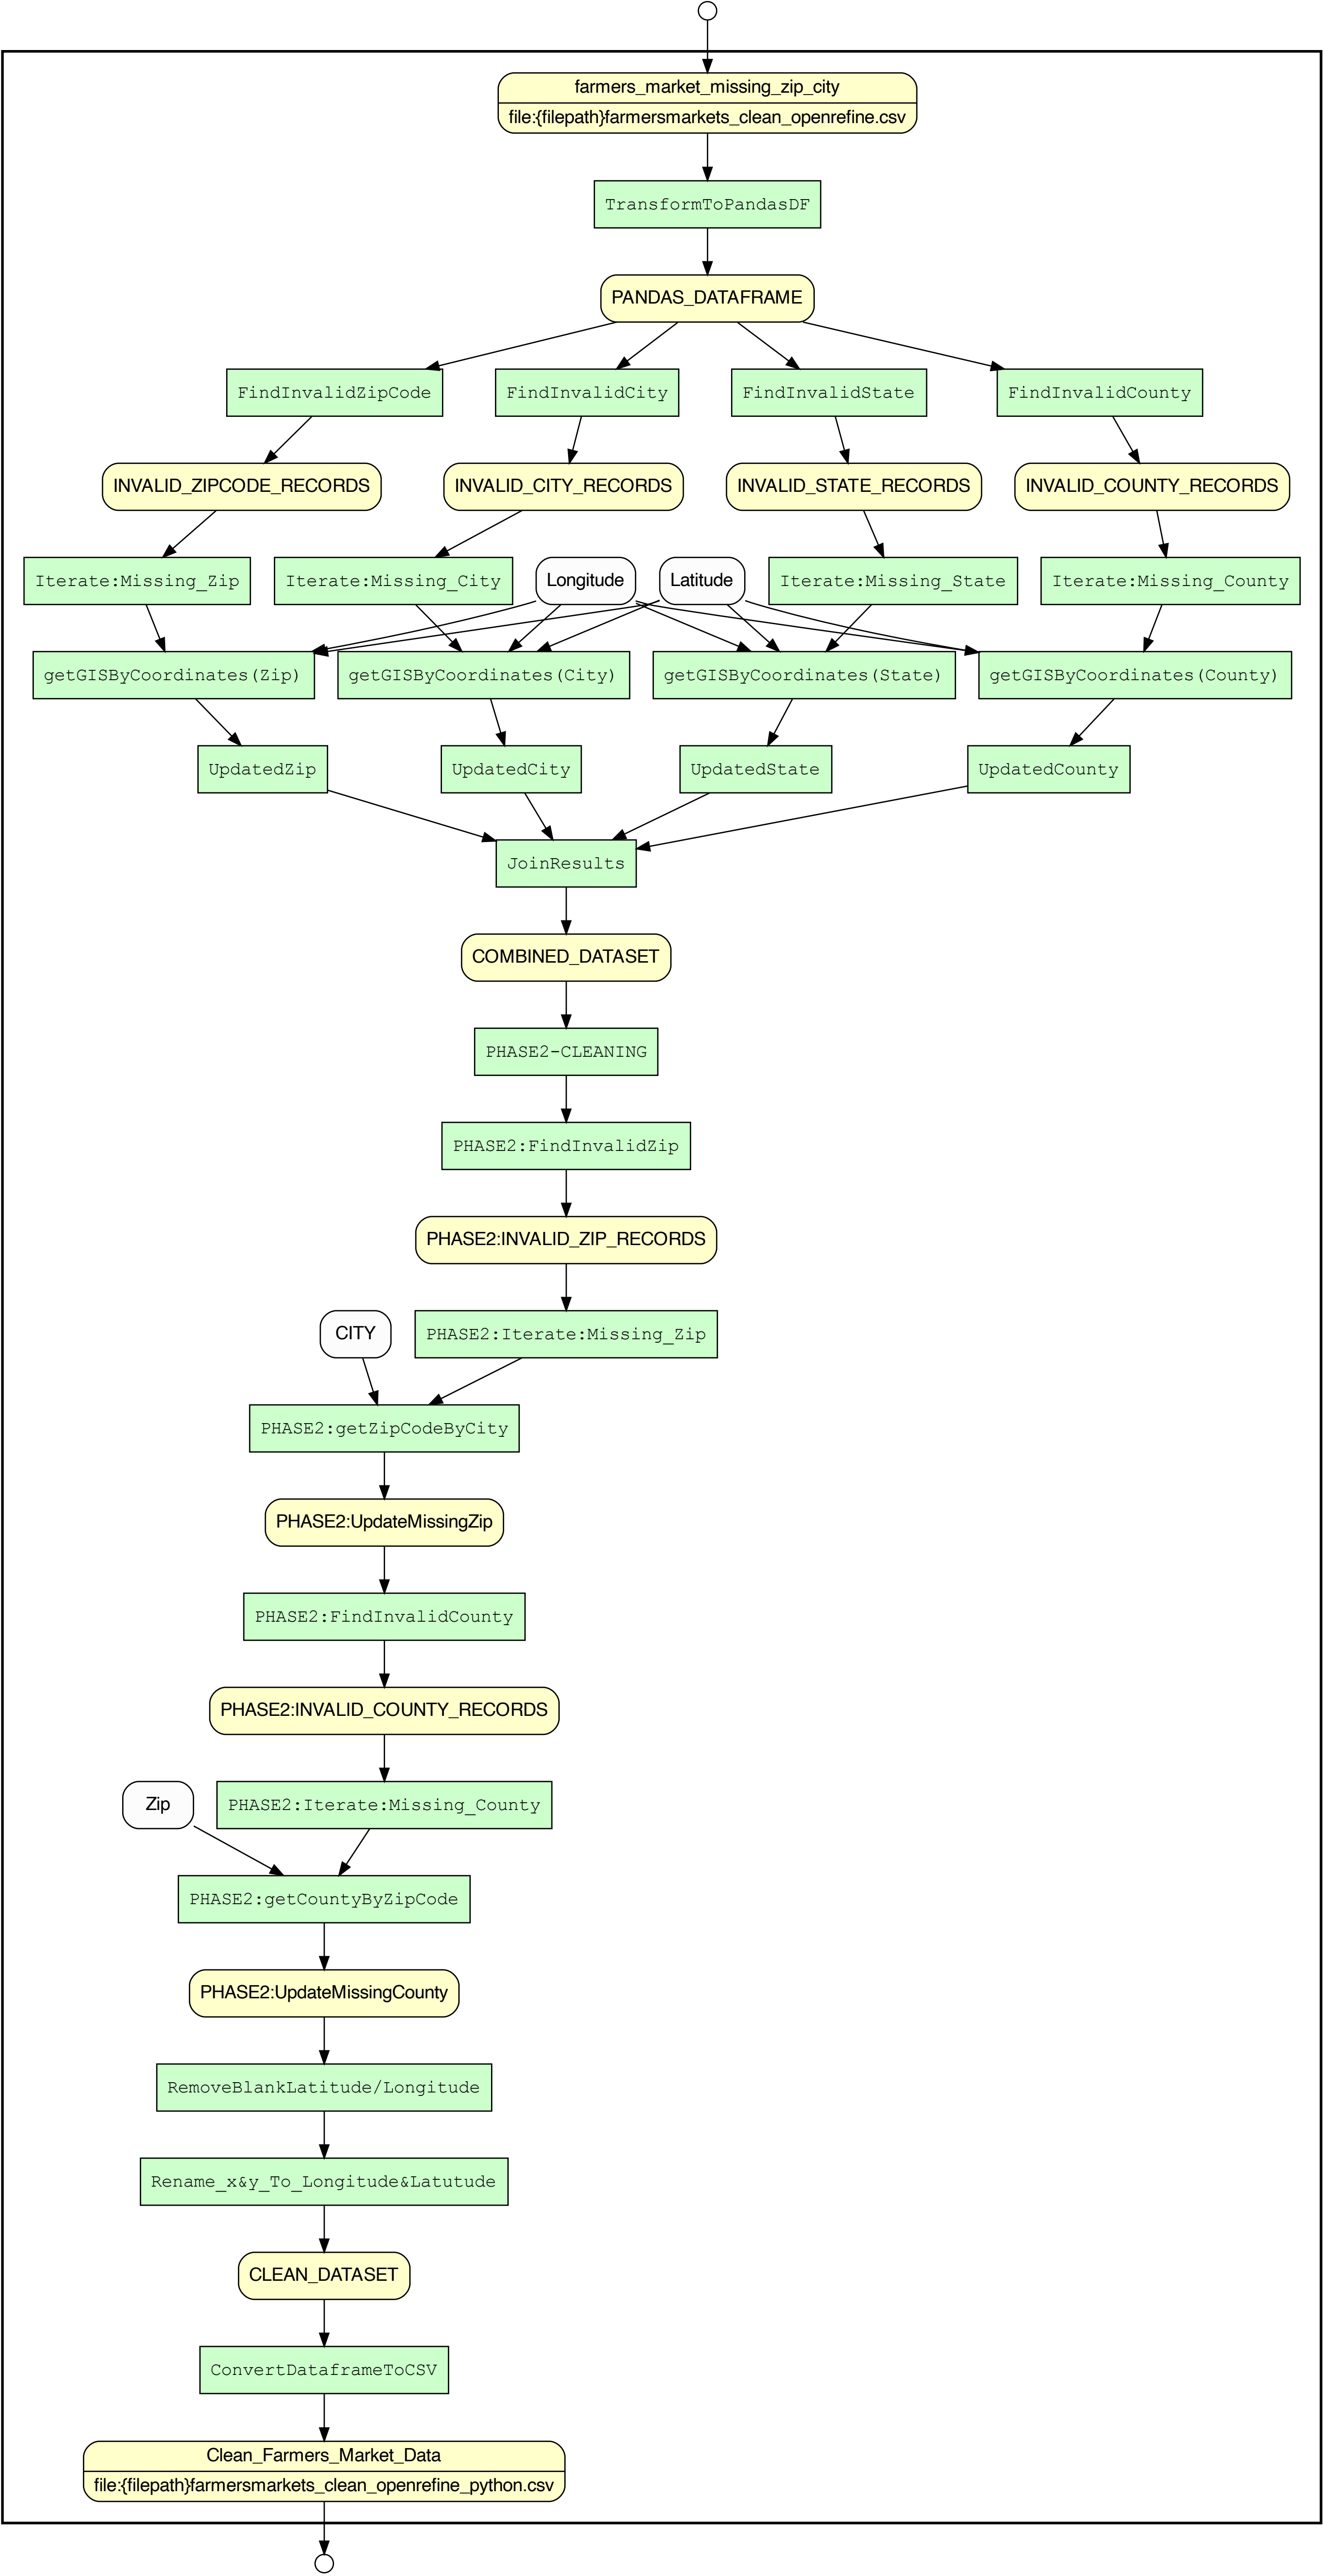 farmers_market_missing_zip_city
file:{filepath}farmersmarkets_clean_openrefine.csv
TransformToPandasDF
PANDAS_DATAFRAME
FindInvalidZipCode
FindInvalidCity
FindInvalidState
FindInvalidCounty
INVALID_ZIPCODE_RECORDS
INVALID_CITY_RECORDS
INVALID_STATE_RECORDS
INVALID_COUNTY_RECORDS
Iterate:Missing_Zip
Iterate:Missing_City
Longitude
Latitude
Iterate:Missing_State
Iterate:Missing_County
getGISByCoordinates(Zip)
getGISByCoordinates(City)
getGISByCoordinates(State)
getGISByCoordinates(County)
UpdatedZip
UpdatedCity
UpdatedState
UpdatedCounty
JoinResults
COMBINED_DATASET
PHASE2-CLEANING
PHASE2:FindInvalidZip
PHASE2:INVALID_ZIP_RECORDS
CITY
PHASE2:Iterate:Missing_Zip
PHASE2:getZipCodeByCity
PHASE2:UpdateMissingZip
PHASE2:FindInvalidCounty
PHASE2:INVALID_COUNTY_RECORDS
Zip
PHASE2:Iterate:Missing_County
PHASE2:getCountyByZipCode
PHASE2:UpdateMissingCounty
RemoveBlankLatitude/Longitude
Rename_x&y_To_Longitude&Latutude
CLEAN_DATASET
ConvertDataframeToCSV
Clean_Farmers_Market_Data
file:{filepath}farmersmarkets_clean_openrefine_python.csv